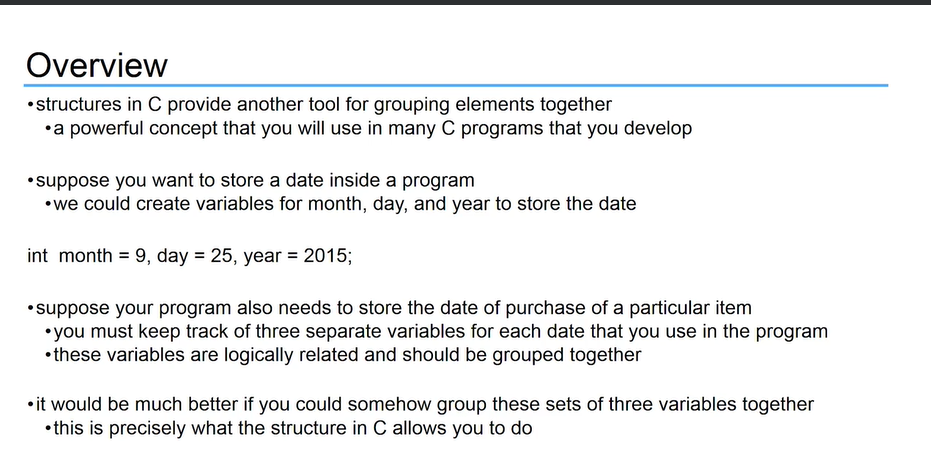 Overview
•structures in C provide another tool for grouping elements together
•a powerful concept that you will use in many C programs that you develop
•suppose you want to store a date inside a program
•we could create variables for month, day, and year to store the date
int  month = 9, day = 25, year = 2015;
•suppose your program also needs to store the date of purchase of a particular item
•you must keep track of three separate variables for each date that you use in the program
•these variables are logically related and should be grouped together
•it would be much better if you could somehow group these sets of three variables together
•this is precisely what the structure in C allows you to do